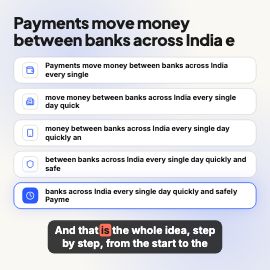 Payments move money
between banks across India e
Payments move money between banks across India
every single
move money between banks across India every single
day quick
money between banks across India every single day
quickly an
between banks across India every single day quickly and
safe
banks across India every single day quickly and safely
Payme
And that is the whole idea, step
by step, from the start to the